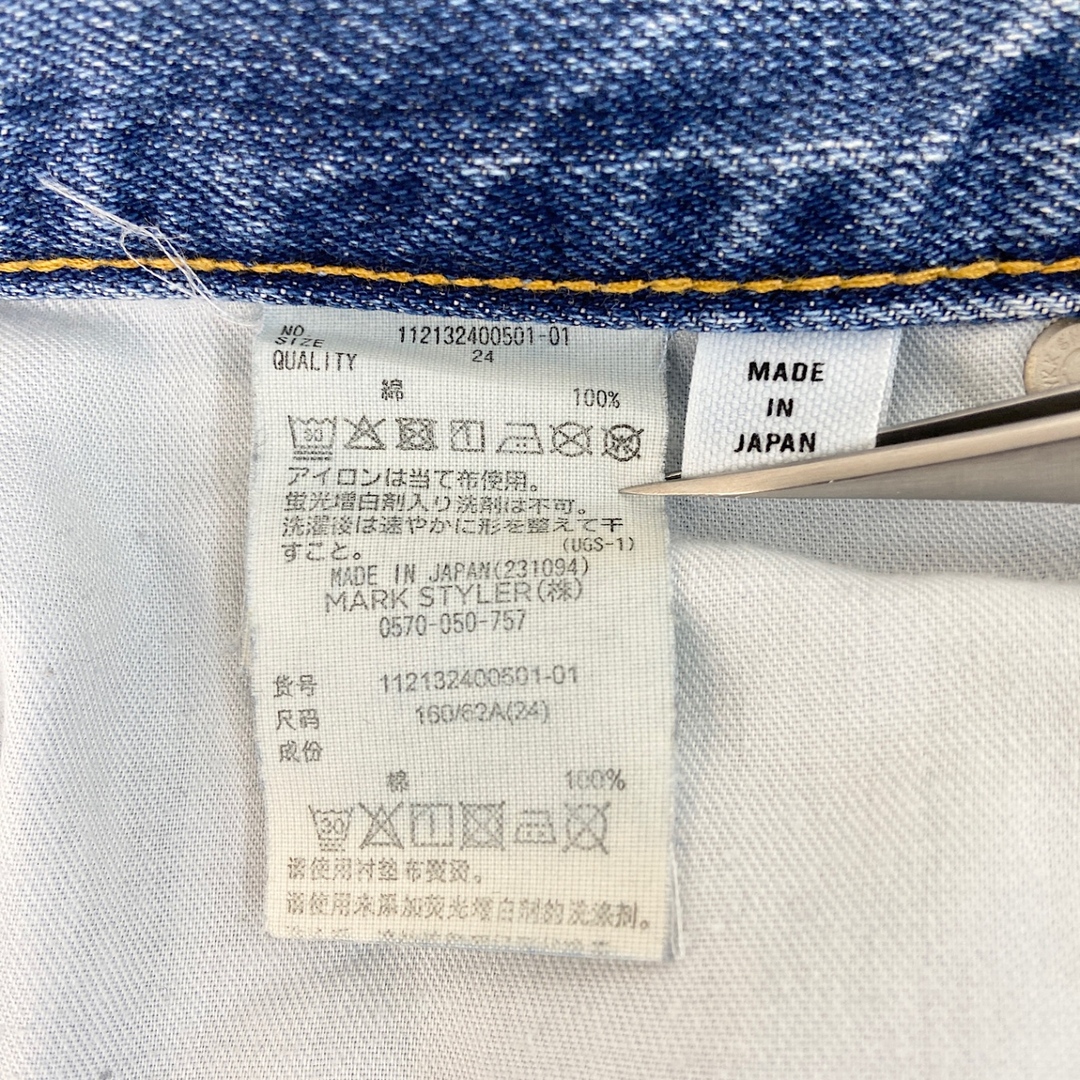 NO. 112132400501-01
SIZE 24
QUALITY
綿 100%
30
アイロンは当て布使用。
蛍光増白剤入り洗剤は不可。
洗濯後は速やかに形を整えて干
すこと。 (UGS-1)
MADE IN JAPAN(231094)
MARK STYLER(株)
0570-050-757
货号 112132400501-01
尺码 160/62A(24)
成份
棉 100%
30
请使用衬垫布熨烫。
请使用未添加荧光增白剂的洗涤剂。
MADE
IN
JAPAN